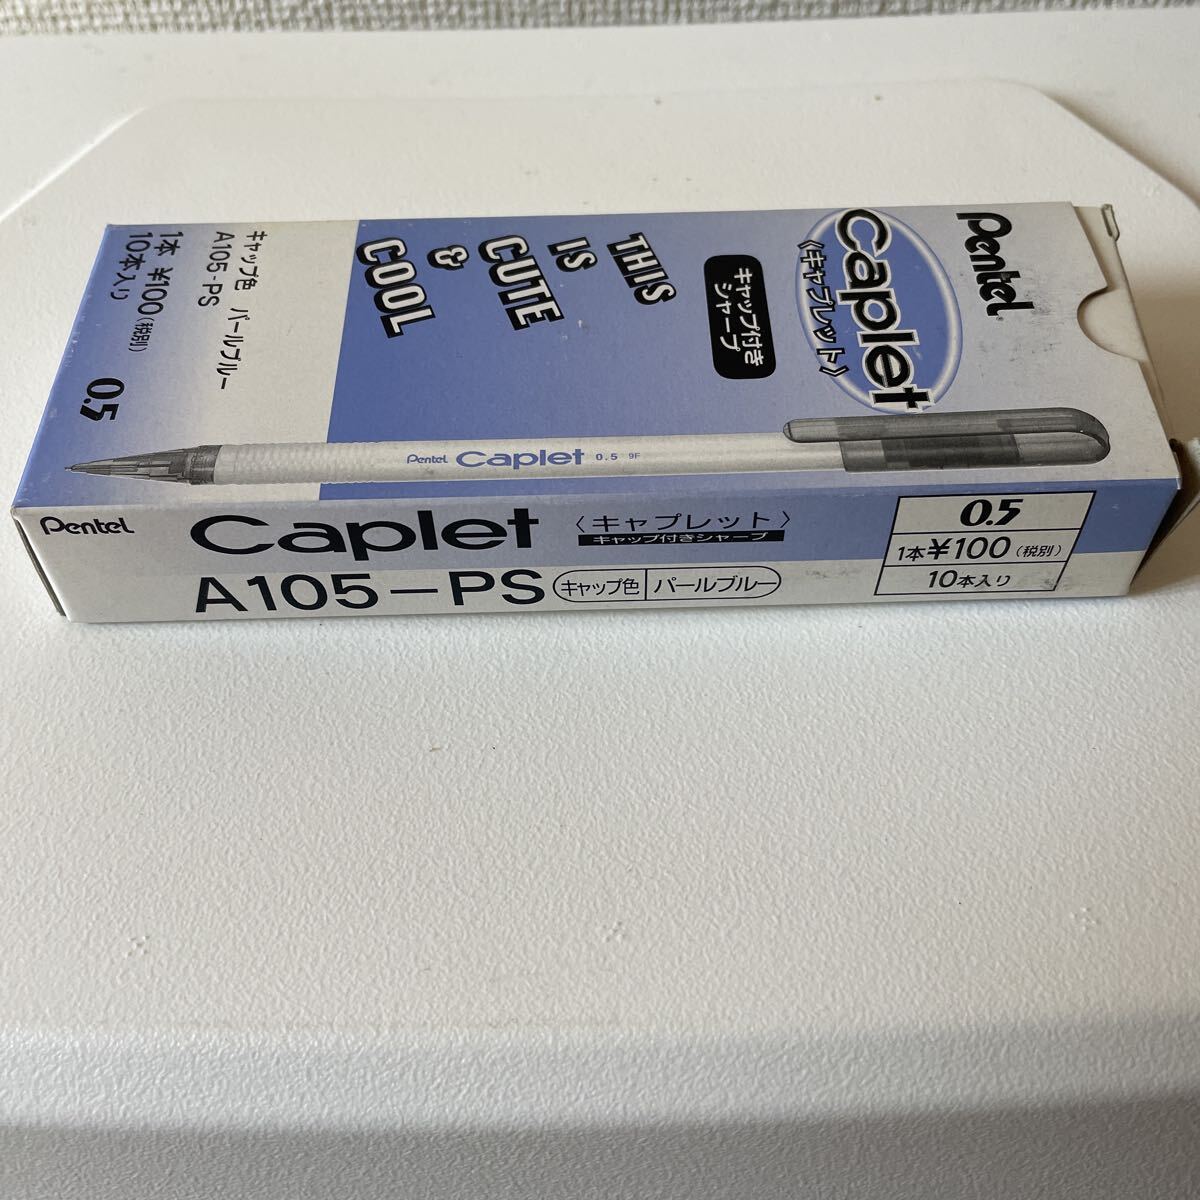 Pentel
Caplet
〈キャプレット〉
キャップ付き
シャープ
THIS
IS
CUTE
&
COOL
キャップ色 パールブルー
A105-PS
1本 ¥100(税別)
10本入り
0.5
Pentel Caplet 0.5 9F
Pentel
Caplet
〈キャプレット〉
キャップ付きシャープ
A105-PS
キャップ色 パールブルー
0.5
1本¥100(税別)
10本入り